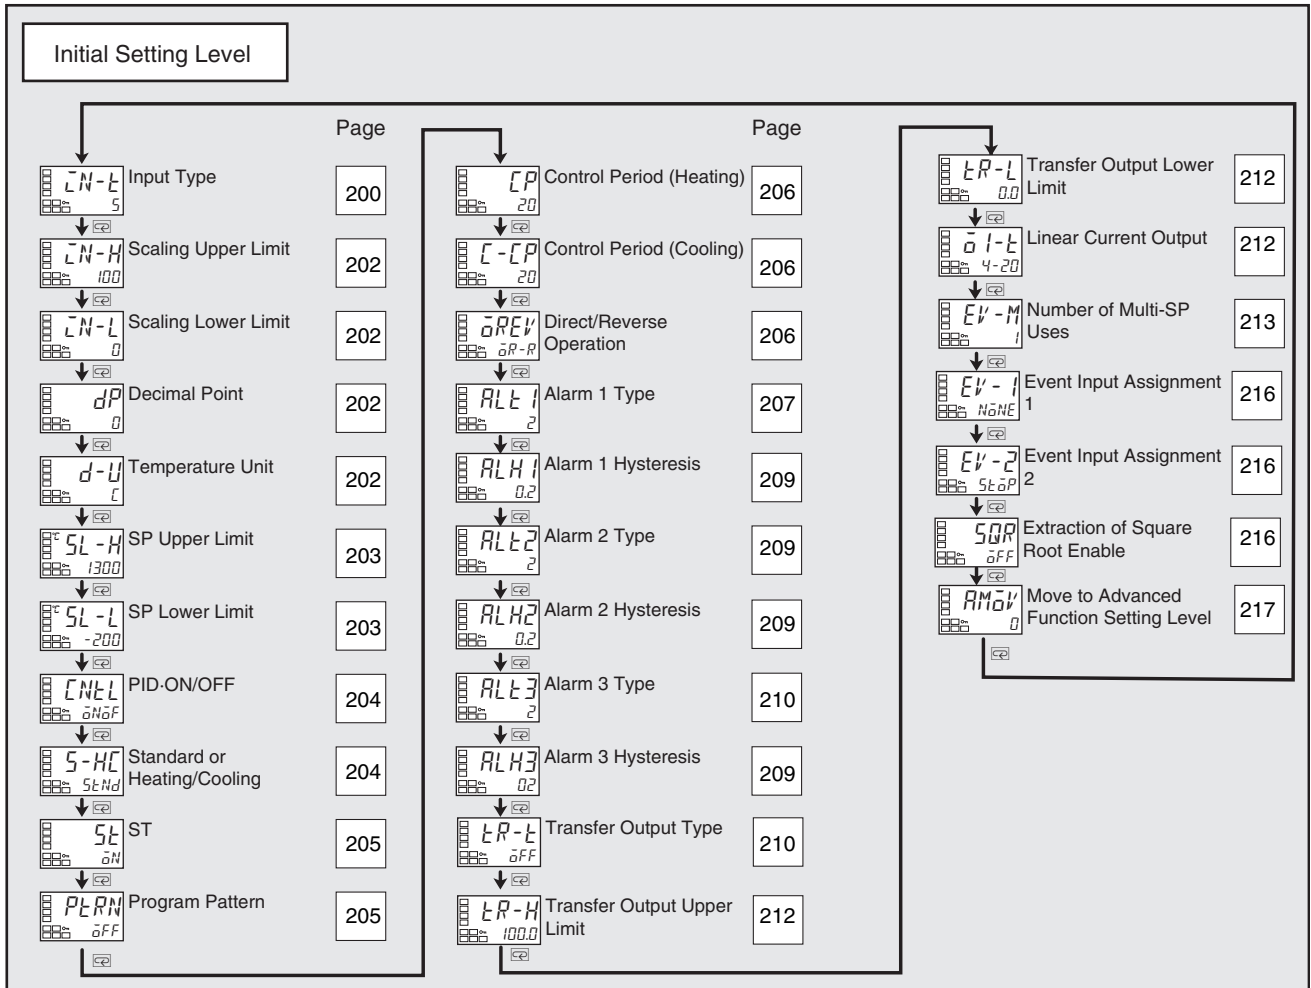 Initial Setting Level
Page
ĪN-t
5
Input Type
200
ĪN-H
100
Scaling Upper Limit
202
ĪN-L
0
Scaling Lower Limit
202
dP
0
Decimal Point
202
d-U
C
Temperature Unit
202
°C
SL-H
1300
SP Upper Limit
203
°C
SL-L
-200
SP Lower Limit
203
CNtL
ōNōF
PID·ON/OFF
204
S-HC
StNd
Standard or
Heating/Cooling
204
St
ōN
ST
205
PtRN
ōFF
Program Pattern
205
Page
CP
20
Control Period (Heating)
206
C-CP
20
Control Period (Cooling)
206
ōREV
ōR-R
Direct/Reverse
Operation
206
ALt1
2
Alarm 1 Type
207
ALH1
0.2
Alarm 1 Hysteresis
209
ALt2
2
Alarm 2 Type
209
ALH2
0.2
Alarm 2 Hysteresis
209
ALt3
2
Alarm 3 Type
210
ALH3
02
Alarm 3 Hysteresis
209
tR-t
ōFF
Transfer Output Type
210
tR-H
100.0
Transfer Output Upper
Limit
212
tR-L
0.0
Transfer Output Lower
Limit
212
ō1-t
4-20
Linear Current Output
212
EV-M
1
Number of Multi-SP
Uses
213
EV-1
NōNE
Event Input Assignment
1
216
EV-2
StōP
Event Input Assignment
2
216
SQR
ōFF
Extraction of Square
Root Enable
216
AMōV
0
Move to Advanced
Function Setting Level
217